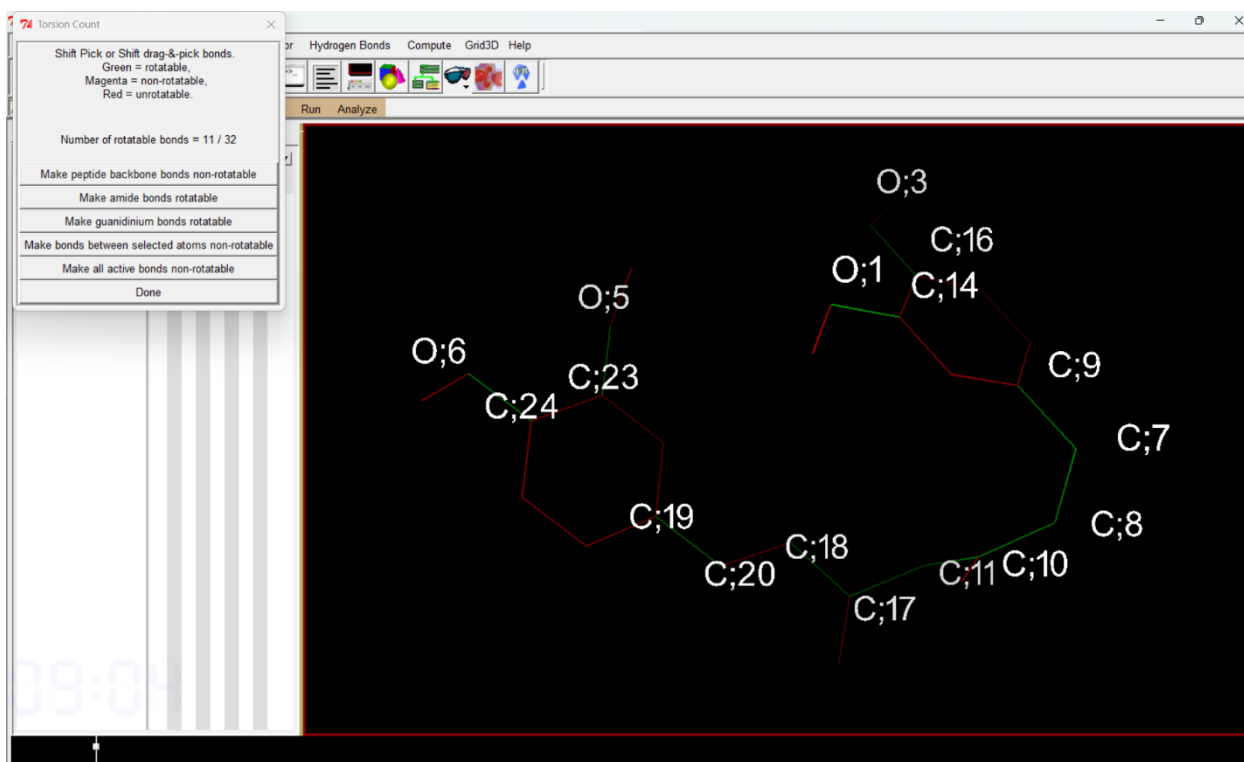 Torsion Count
Shift Pick or Shift drag-&-pick bonds.
Green = rotatable,
Magenta = non-rotatable,
Red = unrotatable.
Number of rotatable bonds = 11 / 32
Make peptide backbone bonds non-rotatable
Make amide bonds rotatable
Make guanidinium bonds rotatable
Make bonds between selected atoms non-rotatable
Make all active bonds non-rotatable
Done
Hydrogen Bonds Compute Grid3D Help
Run Analyze
O;3
C;16
O;1
C;14
O;5
O;6
C;9
C;23
C;24
C;7
C;19
C;8
C;18
C;20
C;11
C;10
C;17
09:04